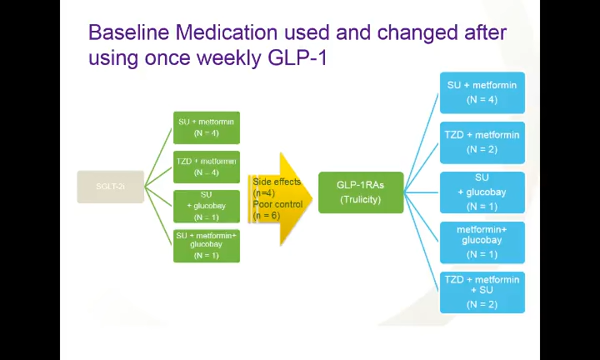 Baseline Medication used and changed after
using once weekly GLP-1
SGLT-2i
SU + metformin
(N = 4)
TZD + metformin
(N = 4)
SU
+ glucobay
(N = 1)
SU + metformin+
glucobay
(N = 1)
Side effects
(n=4)
Poor control
(n = 6)
GLP-1RAs
(Trulicity)
SU + metformin
(N = 4)
TZD + metformin
(N = 2)
SU
+ glucobay
(N = 1)
metformin+
glucobay
(N = 1)
TZD + metformin
+ SU
(N = 2)